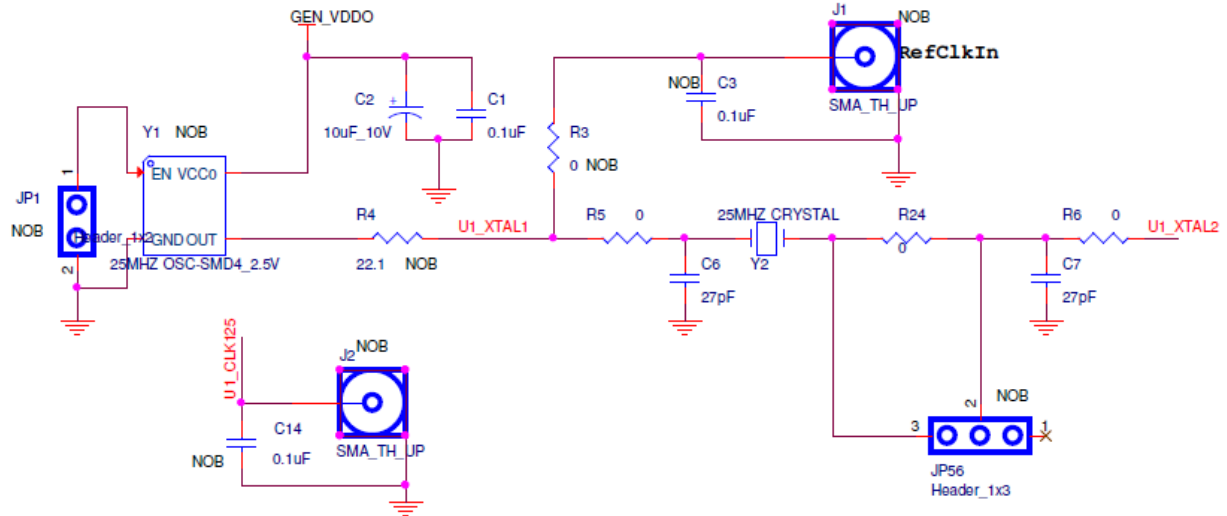 GEN_VDDO
J1
NOB
RefClkIn
SMA_TH_UP
NOB
C3
0.1uF
C2
+
10uF_10V
C1
0.1uF
R3
0 NOB
Y1 NOB
EN VCC0
GND OUT
25MHZ OSC-SMD4_2.5V
JP1
NOB
Header_1x2
1
2
R4
22.1
NOB
U1_XTAL1
R5 0
25MHZ CRYSTAL
Y2
C6
27pF
R24
0
R6 0
U1_XTAL2
C7
27pF
U1_CLK125
J2
NOB
SMA_TH_UP
C14
0.1uF
NOB
NOB
2
3
1
JP56
Header_1x3